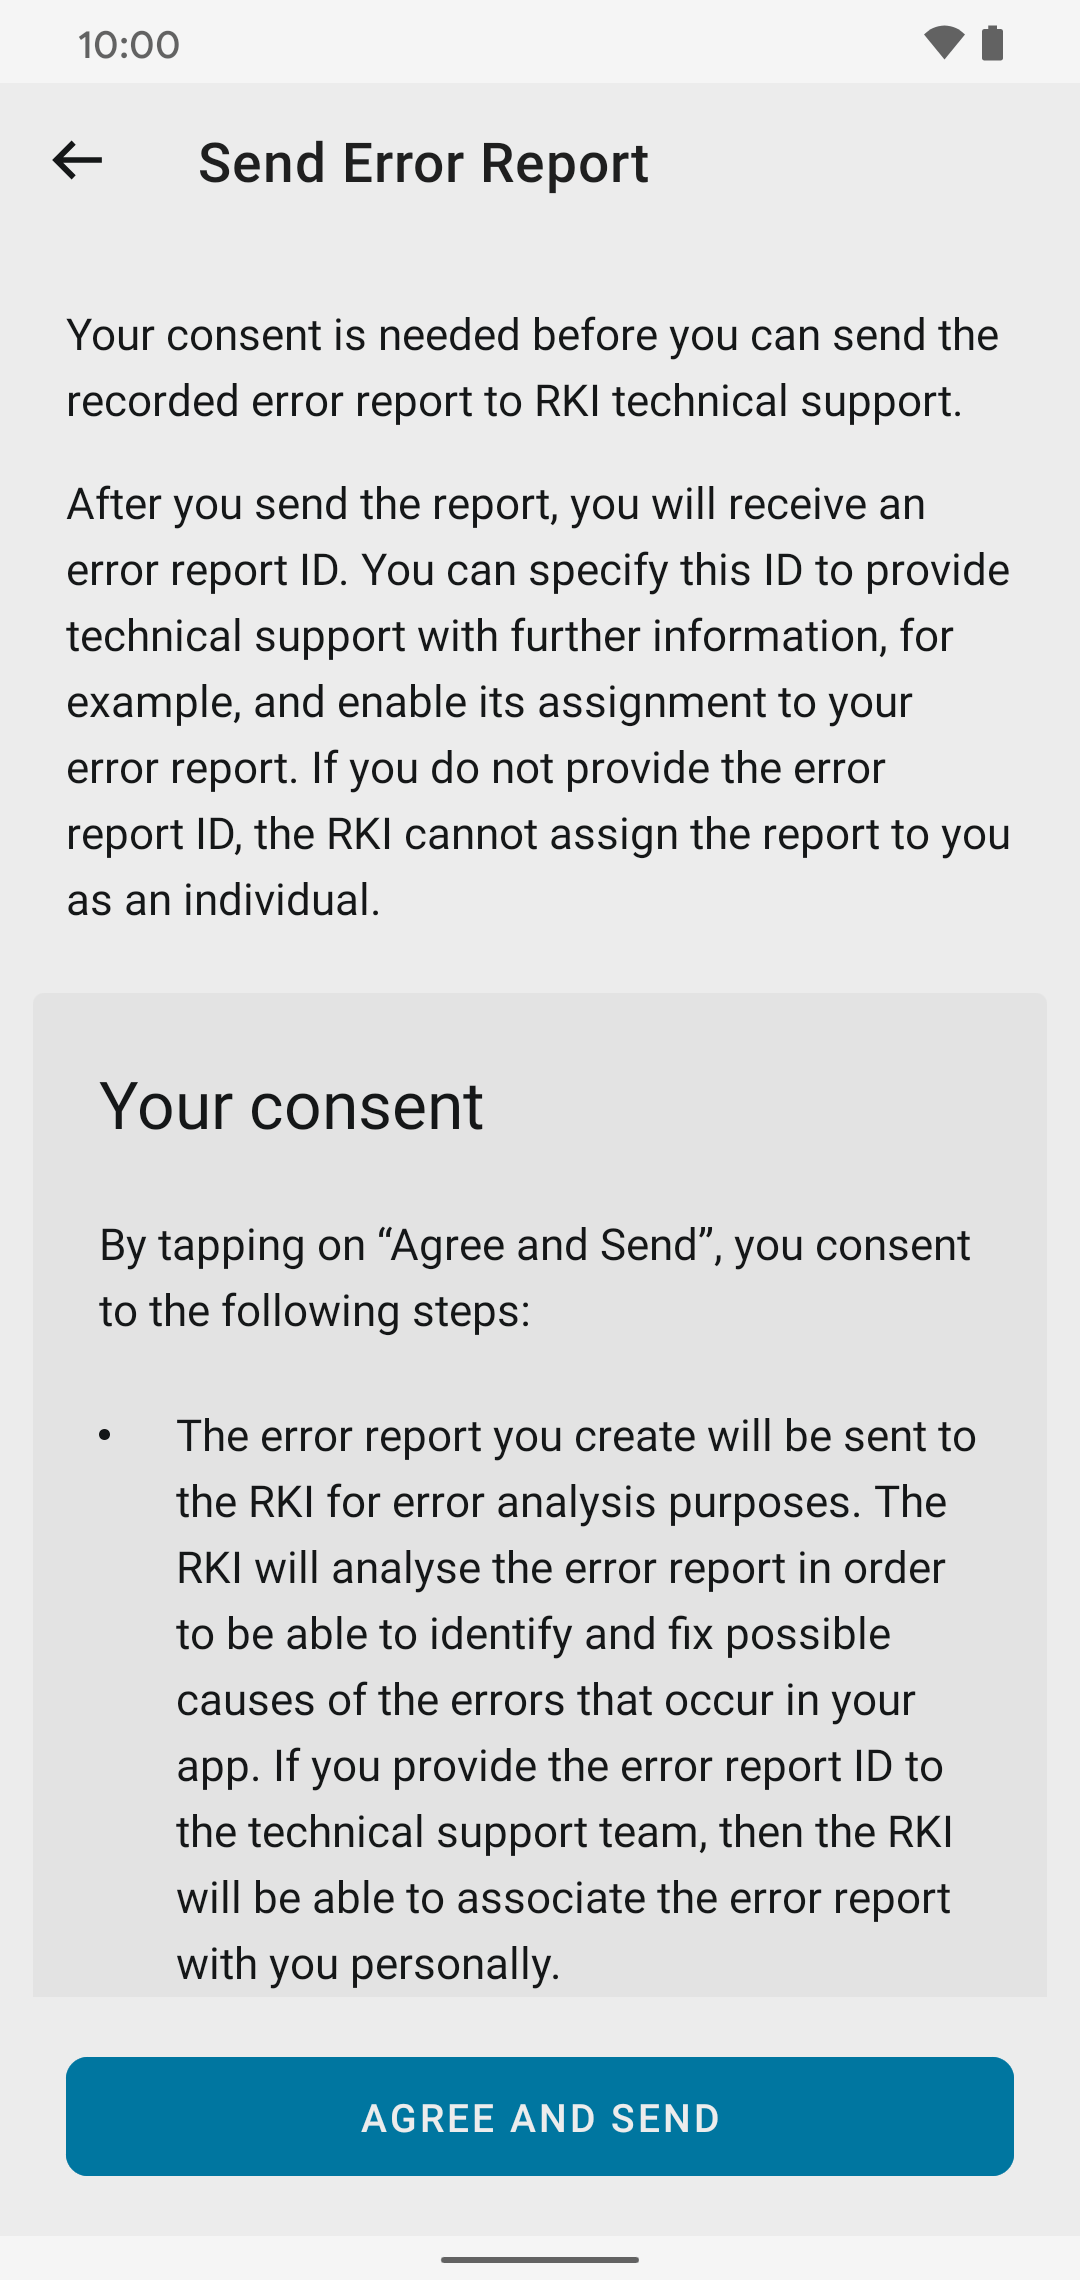 10:00
Send Error Report
Your consent is needed before you can send the
recorded error report to RKI technical support.
After you send the report, you will receive an
error report ID. You can specify this ID to provide
technical support with further information, for
example, and enable its assignment to your
error report. If you do not provide the error
report ID, the RKI cannot assign the report to you
as an individual.
Your consent
By tapping on “Agree and Send”, you consent
to the following steps:
• The error report you create will be sent to
the RKI for error analysis purposes. The
RKI will analyse the error report in order
to be able to identify and fix possible
causes of the errors that occur in your
app. If you provide the error report ID to
the technical support team, then the RKI
will be able to associate the error report
with you personally.
AGREE AND SEND